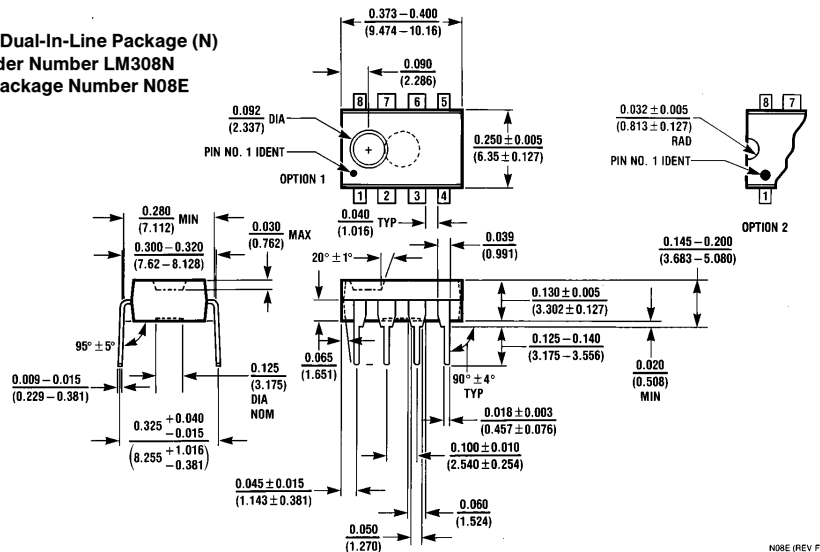 Dual-In-Line Package (N)
der Number LM308N
ackage Number N08E
0.373 – 0.400
(9.474 – 10.16)
0.090
(2.286)
8 7 6 5
0.092
(2.337)
DIA
PIN NO. 1 IDENT
OPTION 1
+
0.250 ± 0.005
(6.35 ± 0.127)
1 2 3 4
0.032 ± 0.005
(0.813 ± 0.127)
RAD
PIN NO. 1 IDENT
8 7
1
OPTION 2
0.280
(7.112)
MIN
0.300 – 0.320
(7.62 – 8.128)
0.030
(0.762)
MAX
0.040
(1.016)
TYP
0.039
(0.991)
20° ± 1°
0.145 – 0.200
(3.683 – 5.080)
0.130 ± 0.005
(3.302 ± 0.127)
0.125 – 0.140
(3.175 – 3.556)
0.020
(0.508)
MIN
95° ± 5°
0.009 – 0.015
(0.229 – 0.381)
0.125
(3.175)
DIA
NOM
0.065
(1.651)
90° ± 4°
TYP
0.018 ± 0.003
(0.457 ± 0.076)
0.325 +0.040
-0.015
(8.255 +1.016
-0.381)
0.100 ± 0.010
(2.540 ± 0.254)
0.045 ± 0.015
(1.143 ± 0.381)
0.060
(1.524)
0.050
(1.270)
N08E (REV F